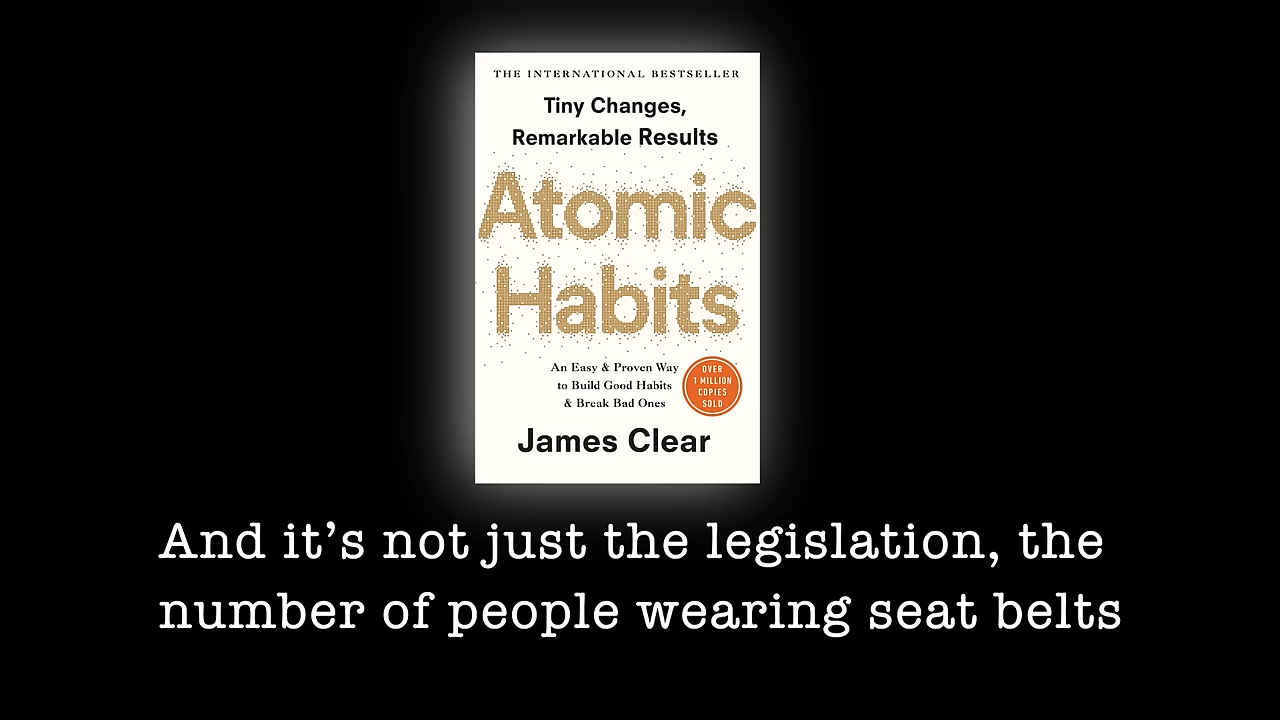 THE INTERNATIONAL BESTSELLER
Tiny Changes,
Remarkable Results
Atomic
Habits
An Easy & Proven Way
to Build Good Habits
& Break Bad Ones
OVER
1 MILLION
COPIES
SOLD
James Clear
And it’s not just the legislation, the
number of people wearing seat belts